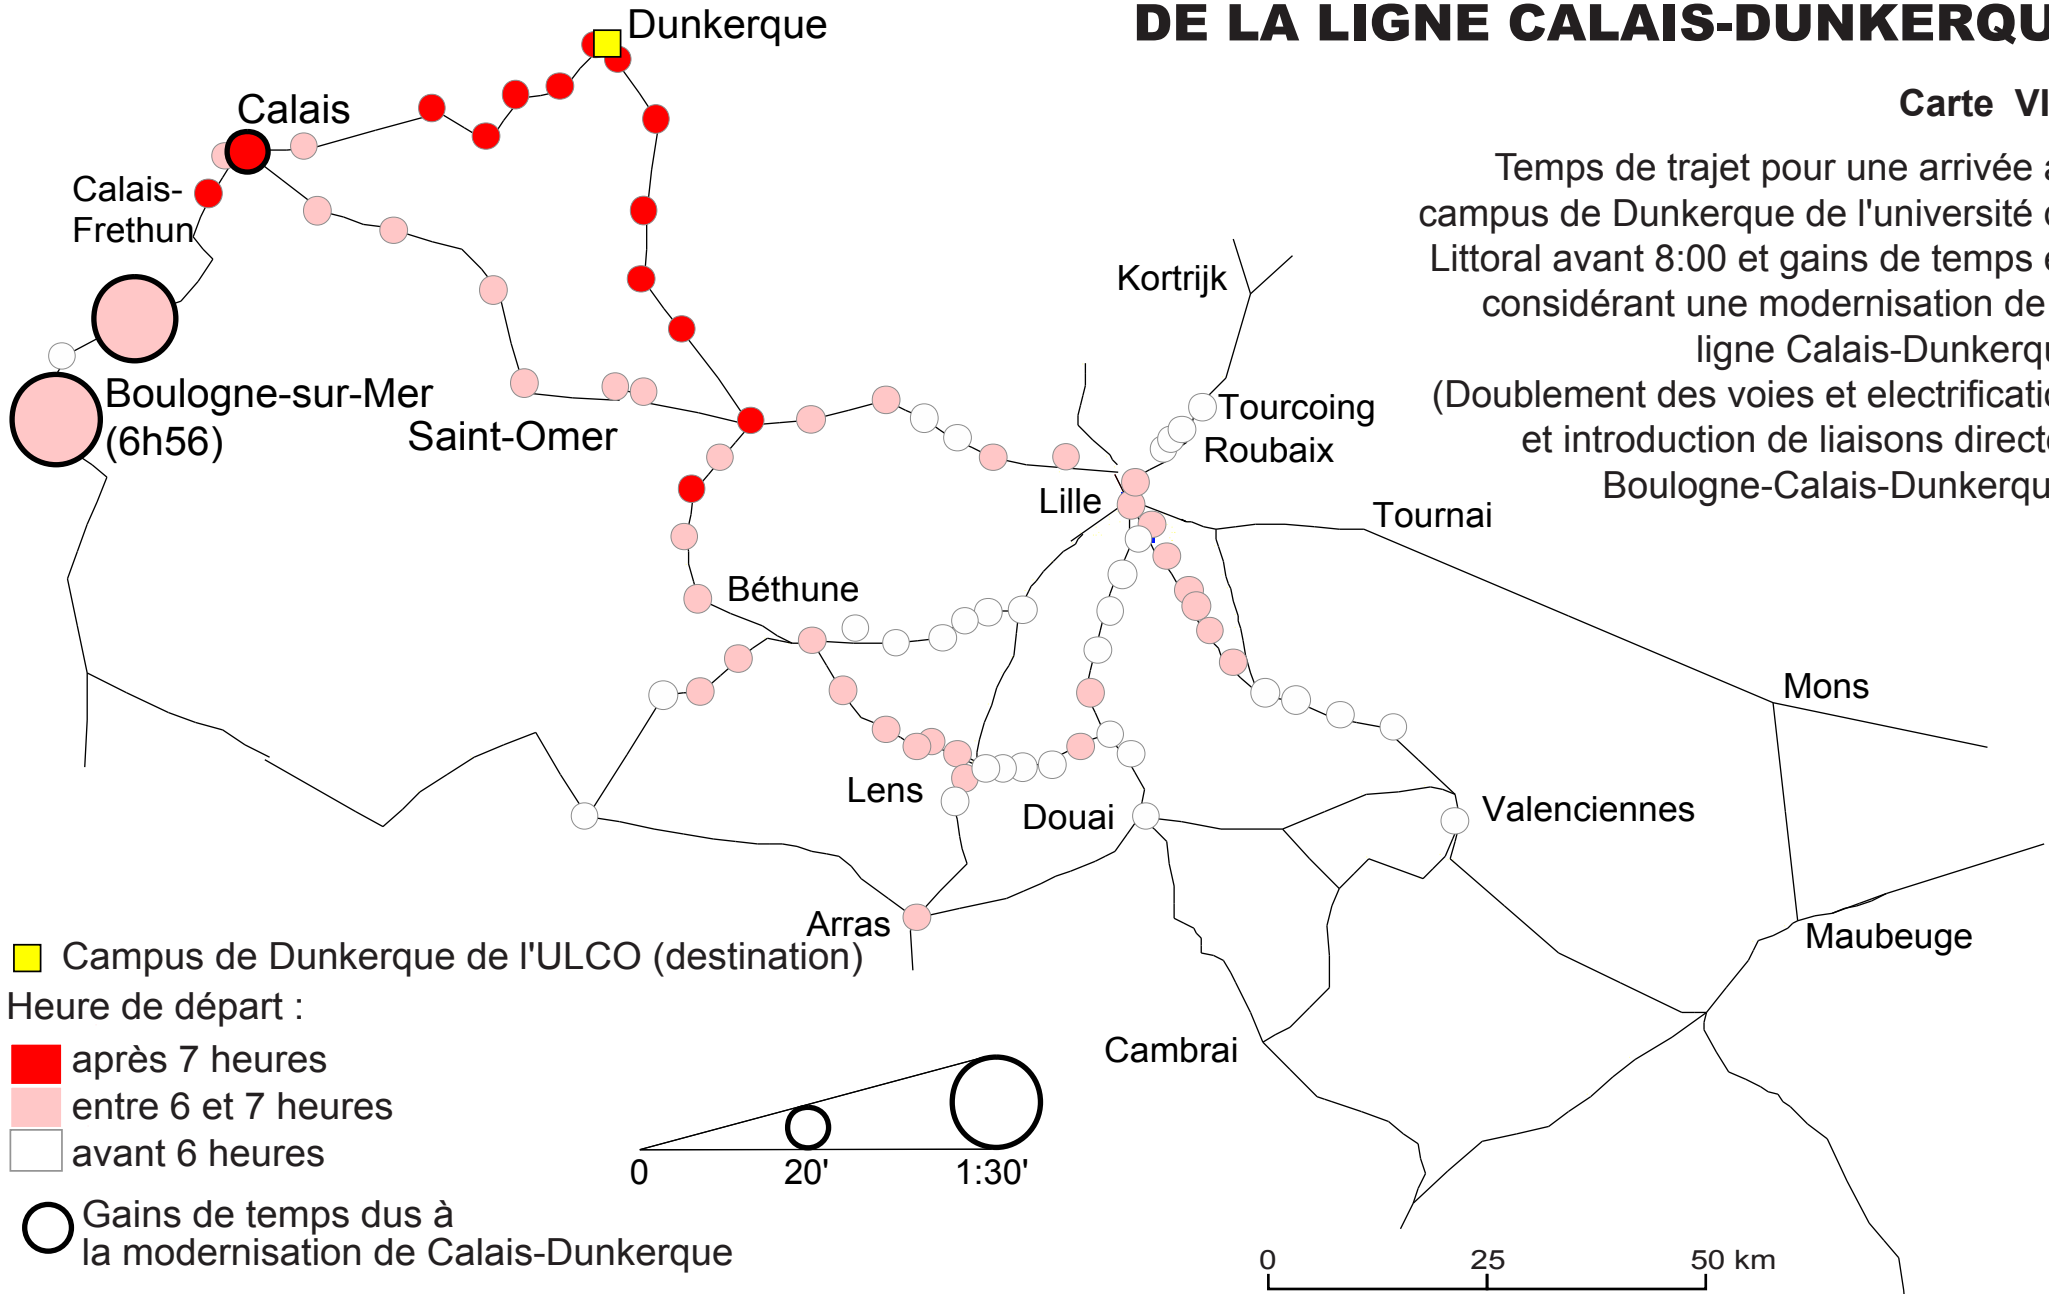 DE LA LIGNE CALAIS-DUNKERQU
Carte VI
Temps de trajet pour une arrivée
campus de Dunkerque de l'université
Littoral avant 8:00 et gains de temps
considérant une modernisation de
ligne Calais-Dunkerqu
(Doublement des voies et electrificatio
et introduction de liaisons directe
Boulogne-Calais-Dunkerqu
Dunkerque
Calais
Calais-
Frethun
Boulogne-sur-Mer
(6h56)
Saint-Omer
Kortrijk
Tourcoing
Roubaix
Lille
Tournai
Béthune
Mons
Lens
Douai
Valenciennes
Arras
Maubeuge
Cambrai
Campus de Dunkerque de l'ULCO (destination)
Heure de départ :
après 7 heures
entre 6 et 7 heures
avant 6 heures
Gains de temps dus à
la modernisation de Calais-Dunkerque
0 20' 1:30'
0 25 50 km